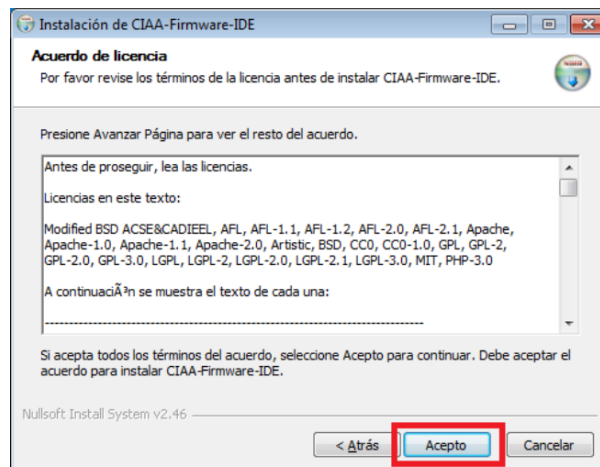 Instalación de CIAA-Firmware-IDE
Acuerdo de licencia
Por favor revise los términos de la licencia antes de instalar CIAA-Firmware-IDE.
Presione Avanzar Página para ver el resto del acuerdo.
Antes de proseguir, lea las licencias.
Licencias en este texto:
Modified BSD ACSE&CADIEEL, AFL, AFL-1.1, AFL-1.2, AFL-2.0, AFL-2.1, Apache,
Apache-1.0, Apache-1.1, Apache-2.0, Artistic, BSD, CC0, CC0-1.0, GPL, GPL-2,
GPL-2.0, GPL-3.0, LGPL, LGPL-2, LGPL-2.0, LGPL-2.1, LGPL-3.0, MIT, PHP-3.0
A continuaciÃ³n se muestra el texto de cada una:
--------------------------------------------------------------------------------
Si acepta todos los términos del acuerdo, seleccione Acepto para continuar. Debe aceptar el
acuerdo para instalar CIAA-Firmware-IDE.
Nullsoft Install System v2.46
< Atrás Acepto Cancelar